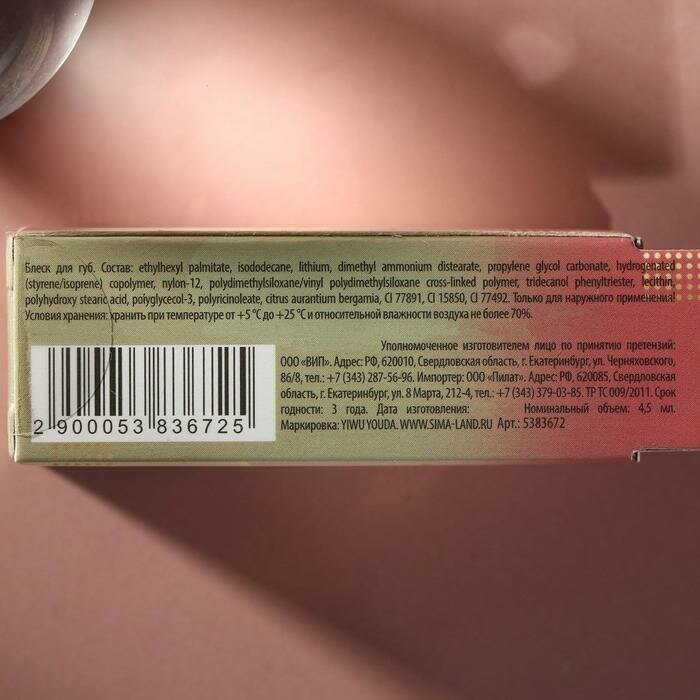 Блеск для губ. Состав: ethylhexyl palmitate, isododecane, lithium, dimethyl ammonium distearate, propylene glycol carbonate, hydrogenated
(styrene/isoprene) copolymer, nylon-12, polydimethylsiloxane/vinyl polydimethylsiloxane cross-linked polymer, tridecanol phenyltriester, lecithin,
polyhydroxy stearic acid, polyglycecol-3, polyricinoleate, citrus aurantium bergamia, CI 77891, CI 15850, CI 77492. Только для наружного применения!
Условия хранения: хранить при температуре от +5 °С до +25 °С и относительной влажности воздуха не более 70%.
Уполномоченное изготовителем лицо по принятию претензий:
ООО «ВИП». Адрес: РФ, 620010, Свердловская область, г. Екатеринбург, ул. Черняховского,
86/8, тел.: +7 (343) 287-56-96. Импортер: ООО «Пилат». Адрес: РФ, 620085, Свердловская
область, г. Екатеринбург, ул. 8 Марта, 212-4, тел.: +7 (343) 379-03-85. ТР ТС 009/2011. Срок
годности: 3 года. Дата изготовления: Номинальный объем: 4,5 мл.
Маркировка: YIWU YOUDA. WWW.SIMA-LAND.RU Арт.: 5383672
2 900053 836725